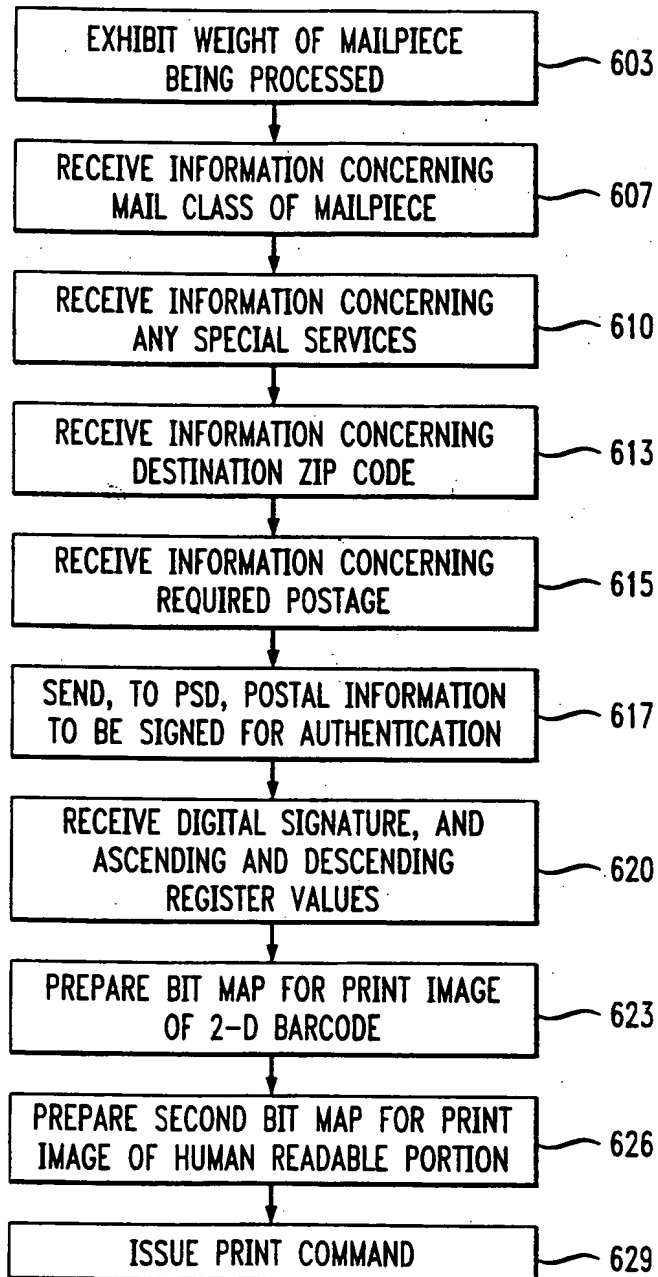 EXHIBIT WEIGHT OF MAILPIECE
BEING PROCESSED
603
RECEIVE INFORMATION CONCERNING
MAIL CLASS OF MAILPIECE
607
RECEIVE INFORMATION CONCERNING
ANY SPECIAL SERVICES
610
RECEIVE INFORMATION CONCERNING
DESTINATION ZIP CODE
613
RECEIVE INFORMATION CONCERNING
REQUIRED POSTAGE
615
SEND, TO PSD, POSTAL INFORMATION
TO BE SIGNED FOR AUTHENTICATION
617
RECEIVE DIGITAL SIGNATURE, AND
ASCENDING AND DESCENDING
REGISTER VALUES
620
PREPARE BIT MAP FOR PRINT IMAGE
OF 2-D BARCODE
623
PREPARE SECOND BIT MAP FOR PRINT
IMAGE OF HUMAN READABLE PORTION
626
ISSUE PRINT COMMAND
629